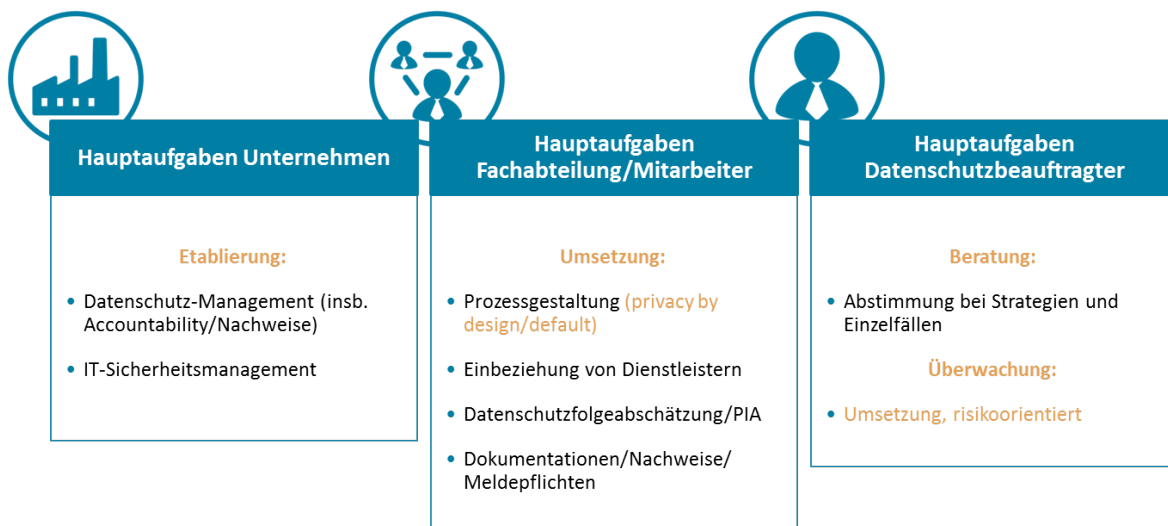 Hauptaufgaben Unternehmen
Etablierung:
• Datenschutz-Management (insb.
Accountability/Nachweise)
• IT-Sicherheitsmanagement
Hauptaufgaben
Fachabteilung/Mitarbeiter
Umsetzung:
• Prozessgestaltung (privacy by
design/default)
• Einbeziehung von Dienstleistern
• Datenschutzfolgeabschätzung/PIA
• Dokumentationen/Nachweise/
Meldepflichten
Hauptaufgaben
Datenschutzbeauftragter
Beratung:
• Abstimmung bei Strategien und
Einzelfällen
Überwachung:
• Umsetzung, risikoorientiert